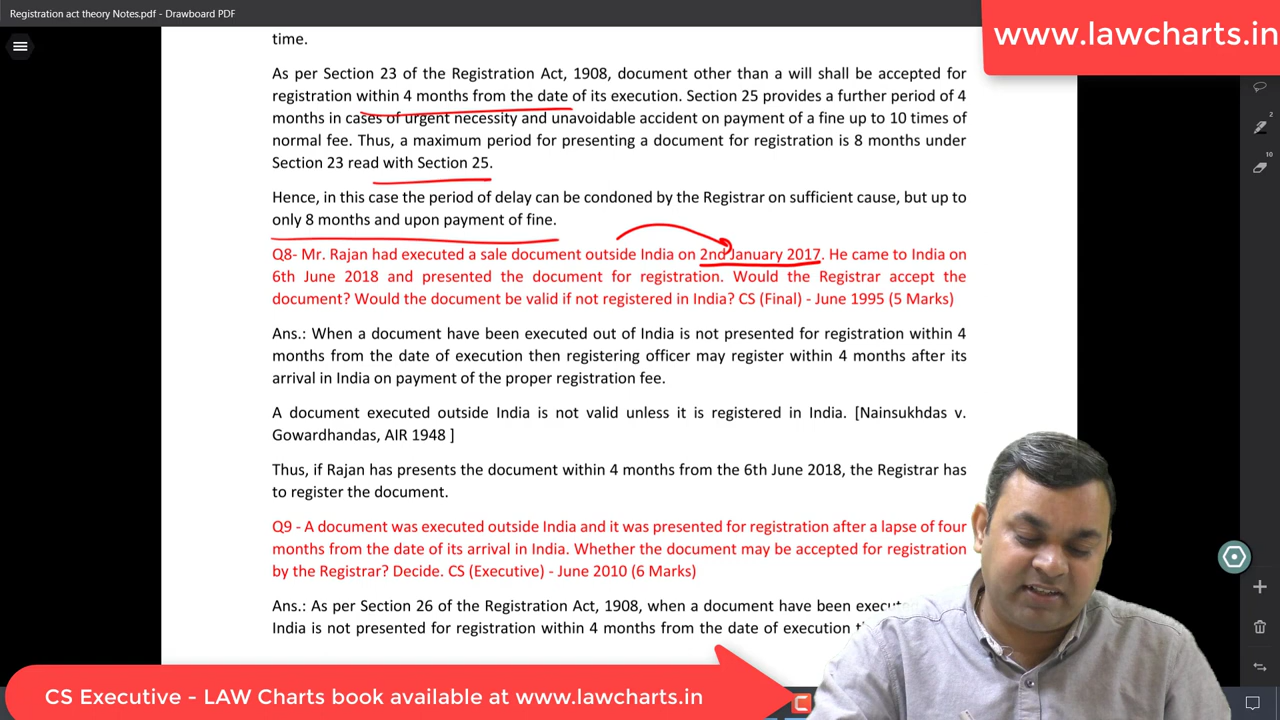 Registration act theory Notes.pdf - Drawboard PDF
www.lawcharts.in
time.
As per Section 23 of the Registration Act, 1908, document other than a will shall be accepted for
registration within 4 months from the date of its execution. Section 25 provides a further period of 4
months in cases of urgent necessity and unavoidable accident on payment of a fine up to 10 times of
normal fee. Thus, a maximum period for presenting a document for registration is 8 months under
Section 23 read with Section 25.
Hence, in this case the period of delay can be condoned by the Registrar on sufficient cause, but up to
only 8 months and upon payment of fine.
Q8- Mr. Rajan had executed a sale document outside India on 2nd January 2017. He came to India on
6th June 2018 and presented the document for registration. Would the Registrar accept the
document? Would the document be valid if not registered in India? CS (Final) - June 1995 (5 Marks)
Ans.: When a document have been executed out of India is not presented for registration within 4
months from the date of execution then registering officer may register within 4 months after its
arrival in India on payment of the proper registration fee.
A document executed outside India is not valid unless it is registered in India. [Nainsukhdas v.
Gowardhandas, AIR 1948 ]
Thus, if Rajan has presents the document within 4 months from the 6th June 2018, the Registrar has
to register the document.
Q9 - A document was executed outside India and it was presented for registration after a lapse of four
months from the date of its arrival in India. Whether the document may be accepted for registration
by the Registrar? Decide. CS (Executive) - June 2010 (6 Marks)
Ans.: As per Section 26 of the Registration Act, 1908, when a document have been
India is not presented for registration within 4 months from the date of execution
CS Executive - LAW Charts book available at www.lawcharts.in